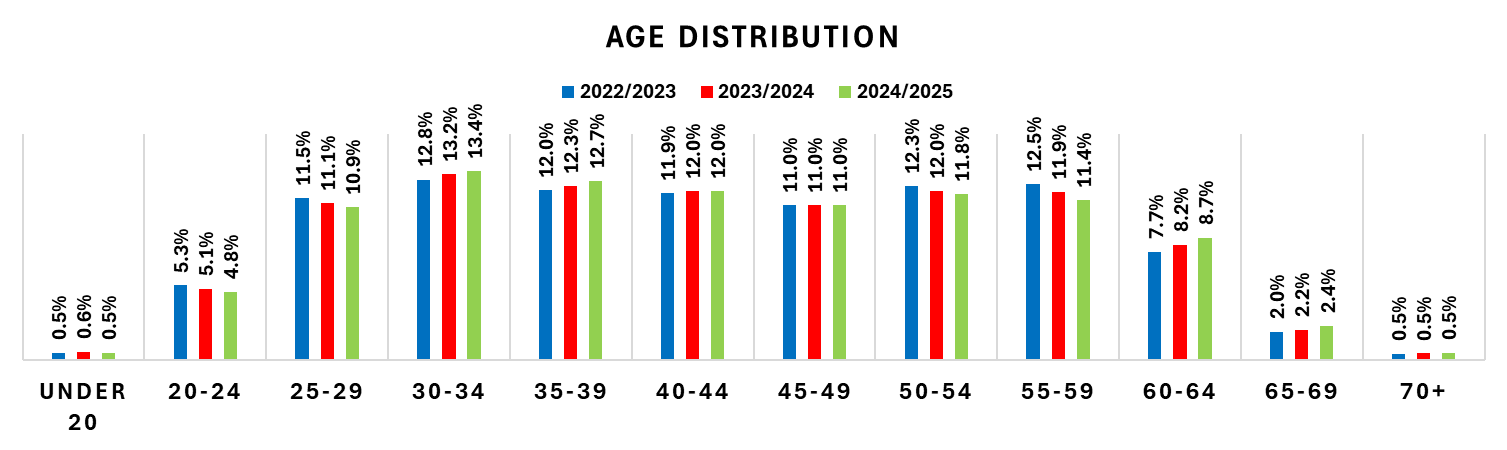 AGE DISTRIBUTION
2022/2023 2023/2024 2024/2025
0.5% 0.6% 0.5%
5.3% 5.1% 4.8%
11.5% 11.1% 10.9%
12.8% 13.2% 13.4%
12.0% 12.3% 12.7%
11.9% 12.0% 12.0%
11.0% 11.0% 11.0%
12.3% 12.0% 11.8%
12.5% 11.9% 11.4%
7.7% 8.2% 8.7%
2.0% 2.2% 2.4%
0.5% 0.5% 0.5%
UNDER 20-24 25-29 30-34 35-39 40-44 45-49 50-54 55-59 60-64 65-69 70+
20